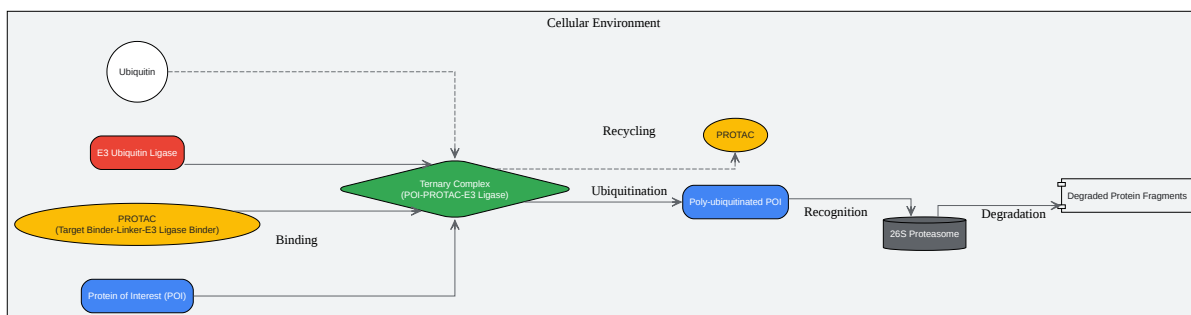 Cellular Environment
Ubiquitin
E3 Ubiquitin Ligase
PROTAC
(Target Binder-Linker-E3 Ligase Binder)
Binding
Protein of Interest (POI)
Ternary Complex
(POI-PROTAC-E3 Ligase)
Recycling
PROTAC
Ubiquitination
Poly-ubiquitinated POI
Recognition
26S Proteasome
Degradation
Degraded Protein Fragments